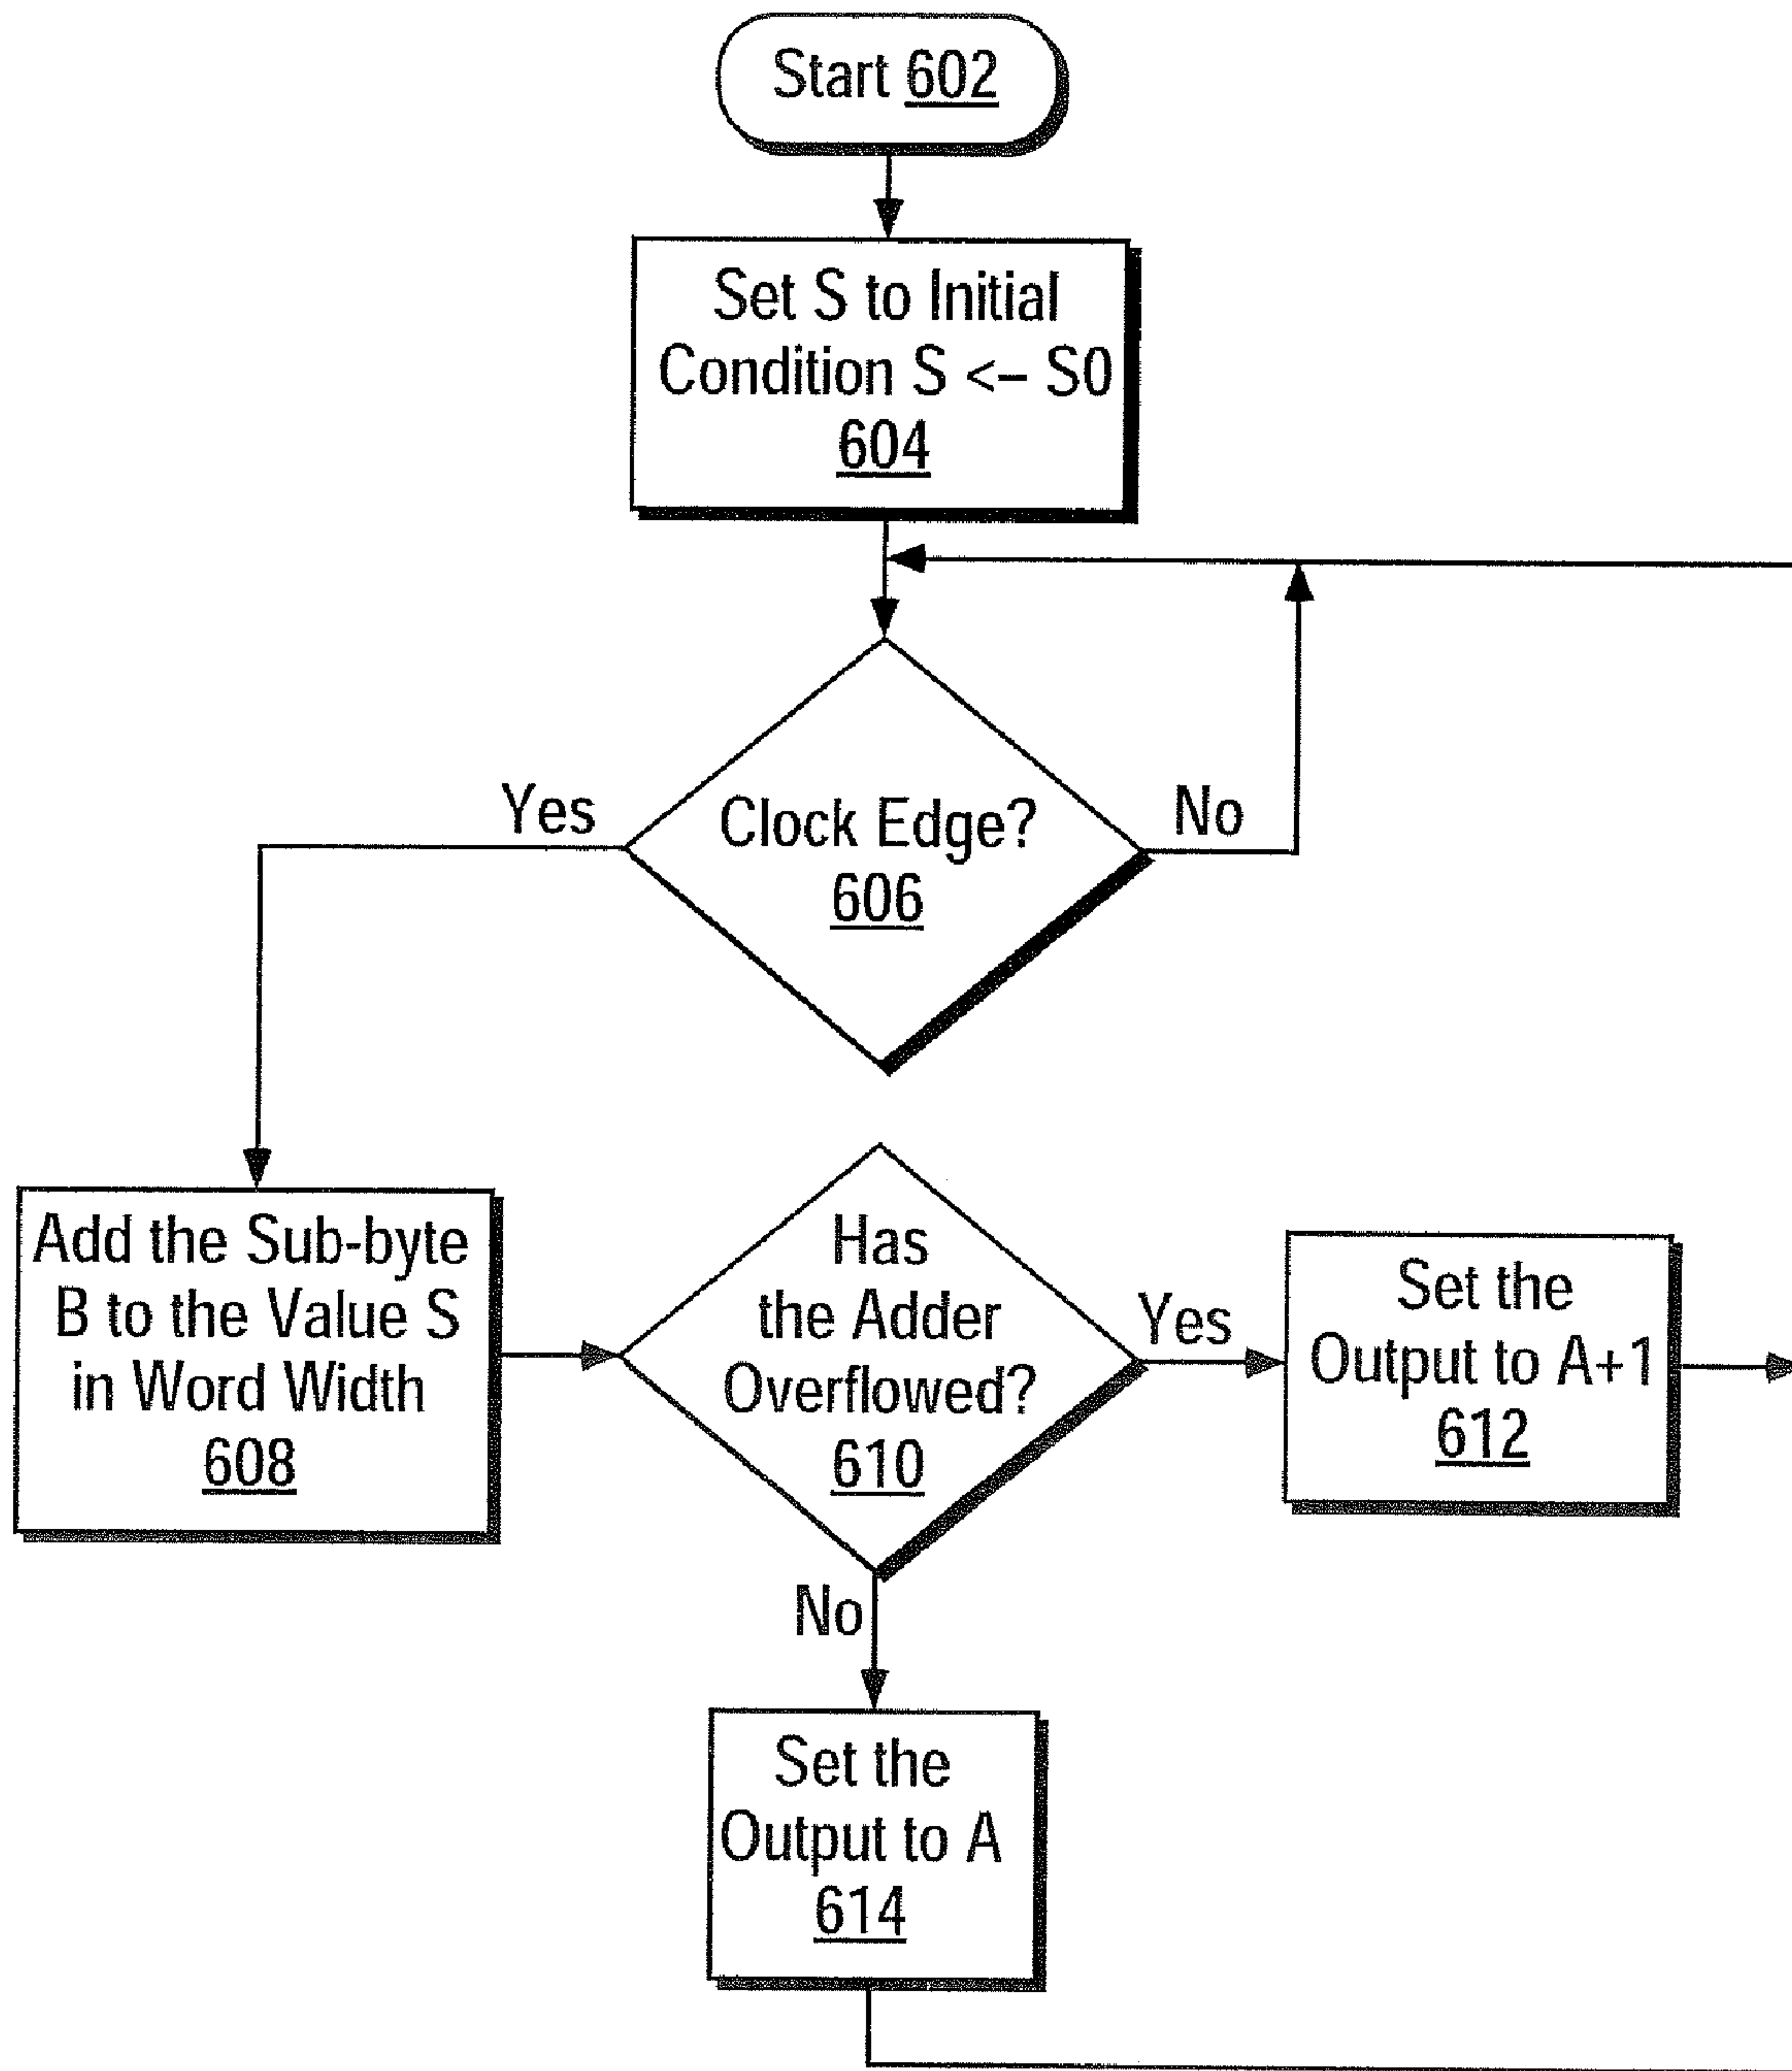 Start 602
Set S to Initial
Condition S <– S0
604
Yes
Clock Edge?
606
No
Add the Sub-byte
B to the Value S
in Word Width
608
Has
the Adder
Overflowed?
610
Yes
Set the
Output to A+1
612
No
Set the
Output to A
614